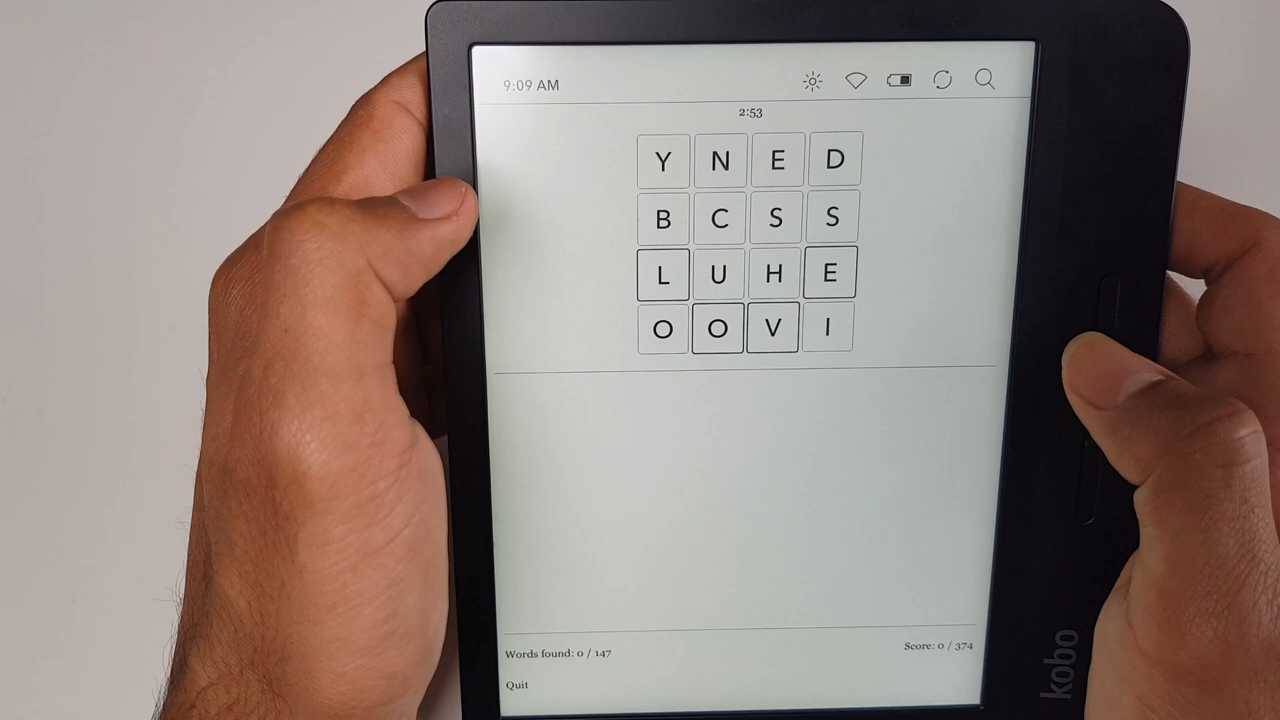 9:09 AM
2:53
Y N E D
B C S S
L U H E
O O V I
Words found: 0 / 147
Score: 0 / 374
Quit
kobo